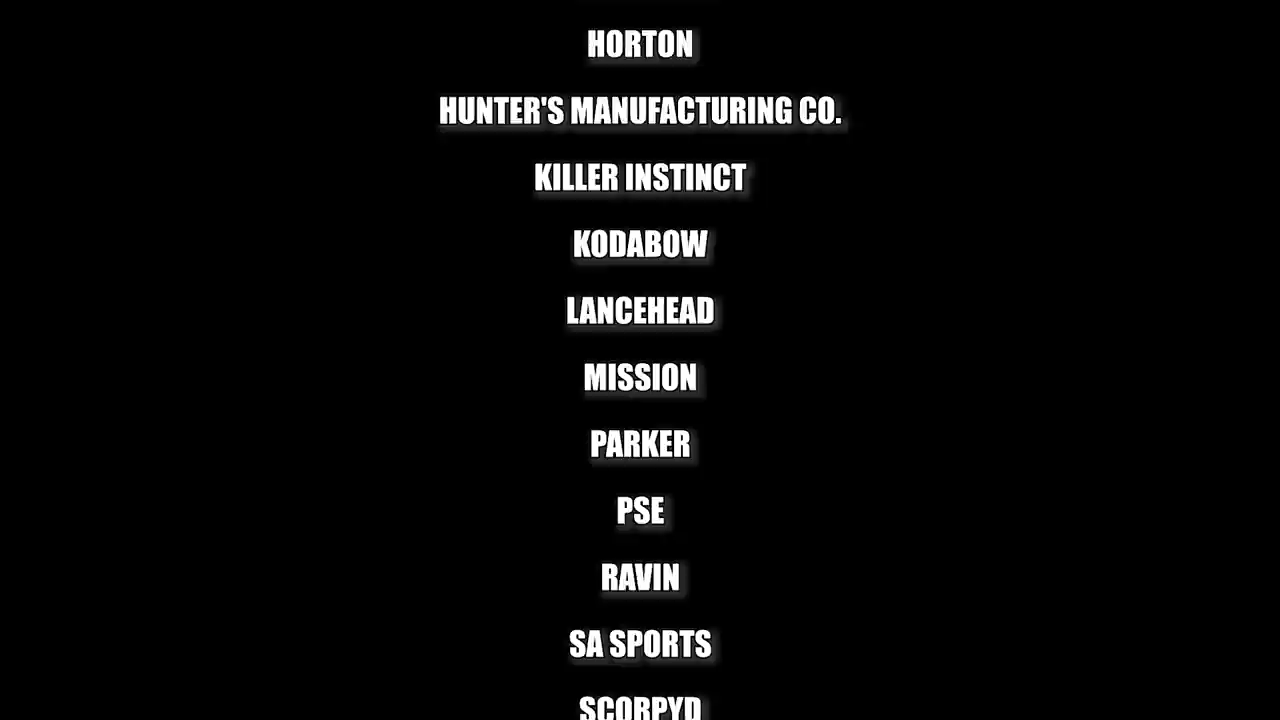 HORTON
HUNTER'S MANUFACTURING CO.
KILLER INSTINCT
KODABOW
LANCEHEAD
MISSION
PARKER
PSE
RAVIN
SA SPORTS
SCORPYD